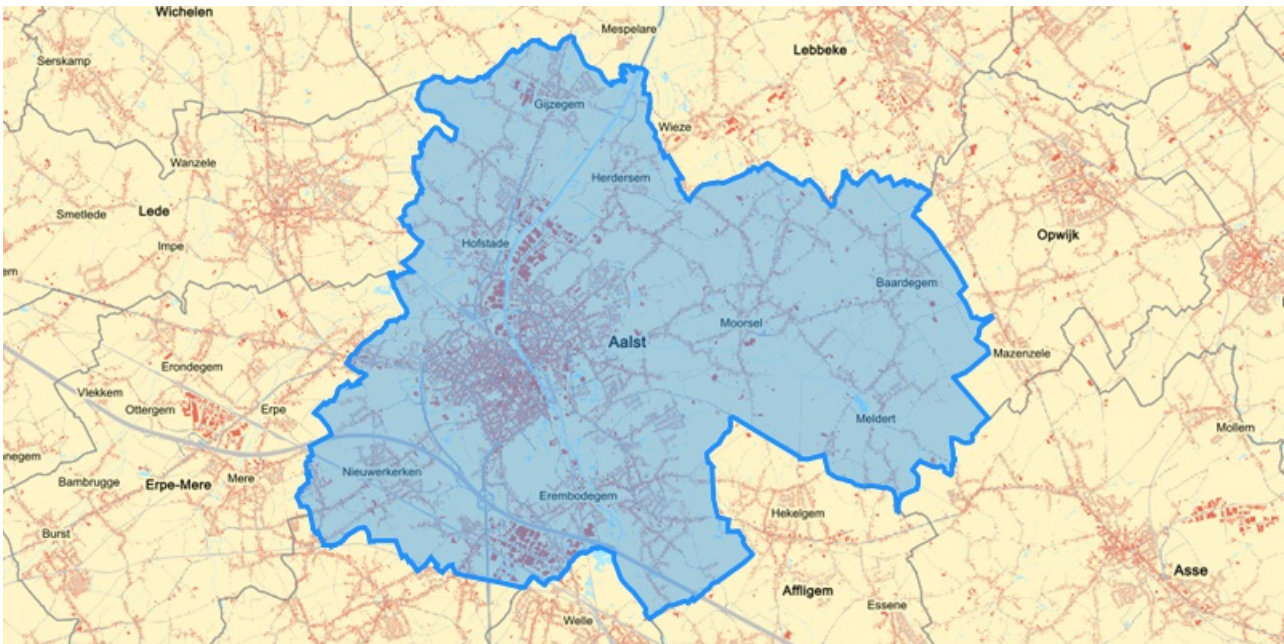 Wichelen
Mespelare
Lebbeke
Serskamp
Gijzegem
Wieze
Wanzele
Herdersem
Smetlede
Lede
Opwijk
Impe
Hofstade
Baardegem
Moorsel
Aalst
Mazenzele
Erondegem
Vlekkem
Ottergem
Erpe
Meldert
Mollem
Nieuwerkerken
Mere
Bambrugge
Erpe-Mere
Erembodegem
Hekelgem
Burst
Asse
Affligem
Essene
Welle